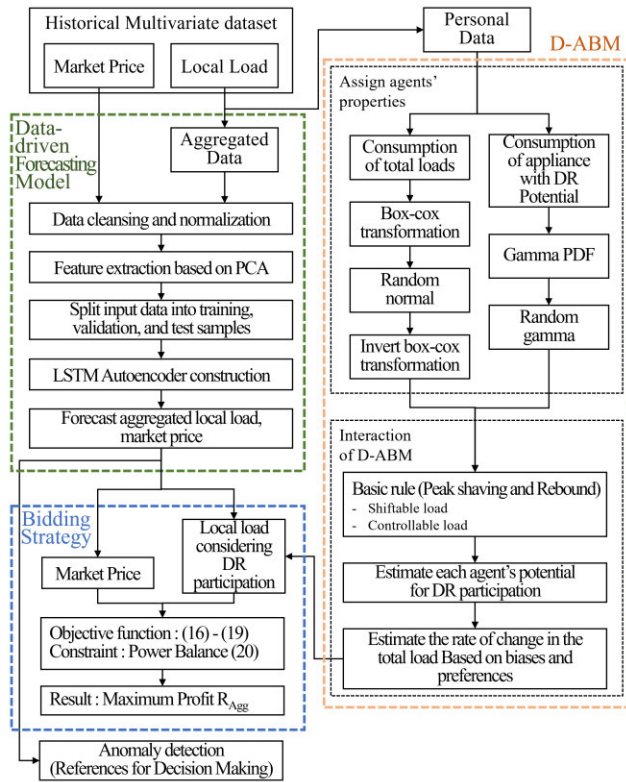 Historical Multivariate dataset
Market Price
Local Load
Personal
Data
D-ABM
Data-
driven
Forecasting
Model
Aggregated
Data
Data cleansing and normalization
Feature extraction based on PCA
Split input data into training,
validation, and test samples
LSTM Autoencoder construction
Forecast aggregated local load,
market price
Assign agents'
properties
Consumption
of total loads
Box-cox
transformation
Random
normal
Invert box-cox
transformation
Consumption
of appliance
with DR
Potential
Gamma PDF
Random
gamma
Interaction
of D-ABM
Basic rule (Peak shaving and Rebound)
- Shiftable load
- Controllable load
Estimate each agent's potential
for DR participation
Estimate the rate of change in the
total load Based on biases and
preferences
Bidding
Strategy
Market Price
Local load
considering
DR
participation
Objective function : (16) - (19)
Constraint : Power Balance (20)
Result : Maximum Profit R_Agg
Anomaly detection
(References for Decision Making)